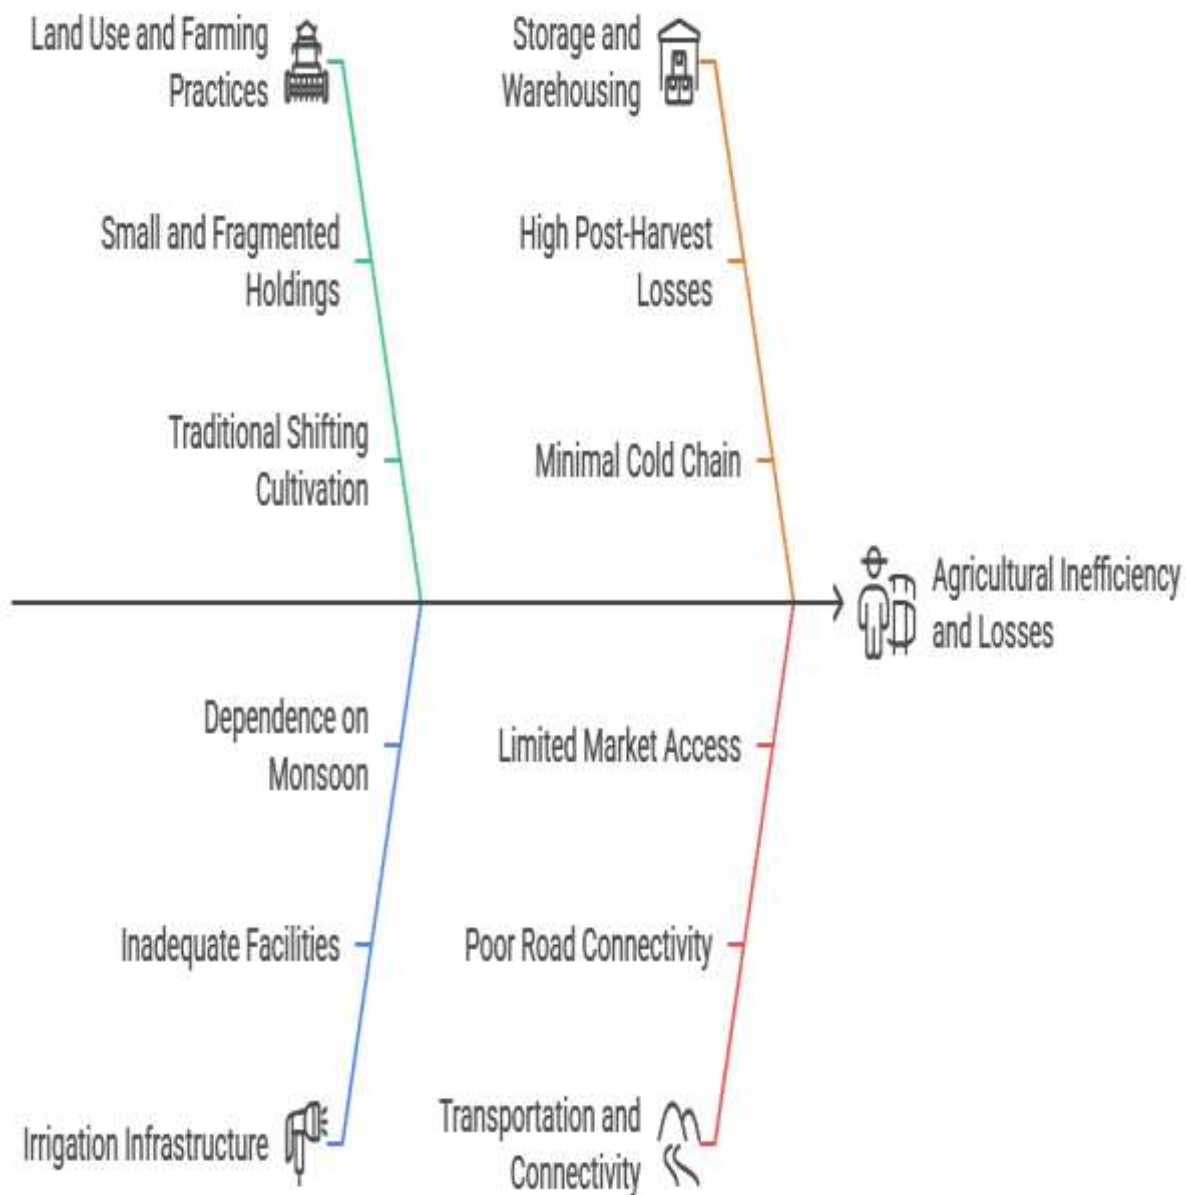 Land Use and Farming
Practices
Small and Fragmented
Holdings
Traditional Shifting
Cultivation
Storage and
Warehousing
High Post-Harvest
Losses
Minimal Cold Chain
Agricultural Inefficiency
and Losses
Dependence on
Monsoon
Inadequate Facilities
Irrigation Infrastructure
Limited Market Access
Poor Road Connectivity
Transportation and
Connectivity